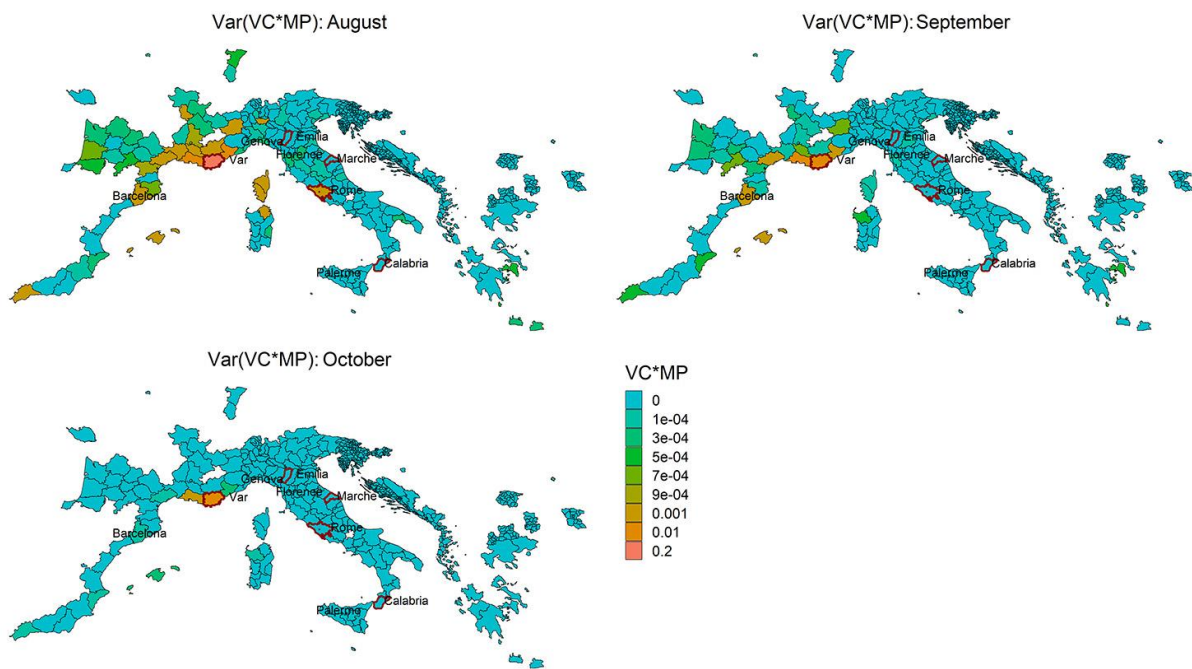 Var(VC*MP): August
Emilia
Genova
Florence
Marche
Var
Rome
Barcelona
Calabria
Palermo
Var(VC*MP): September
Emilia
Genova
Florence
Marche
Var
Rome
Barcelona
Calabria
Palermo
Var(VC*MP): October
Emilia
Genova
Florence
Marche
Var
Rome
Barcelona
Calabria
Palermo
VC*MP
0
1e-04
3e-04
5e-04
7e-04
9e-04
0.001
0.01
0.2